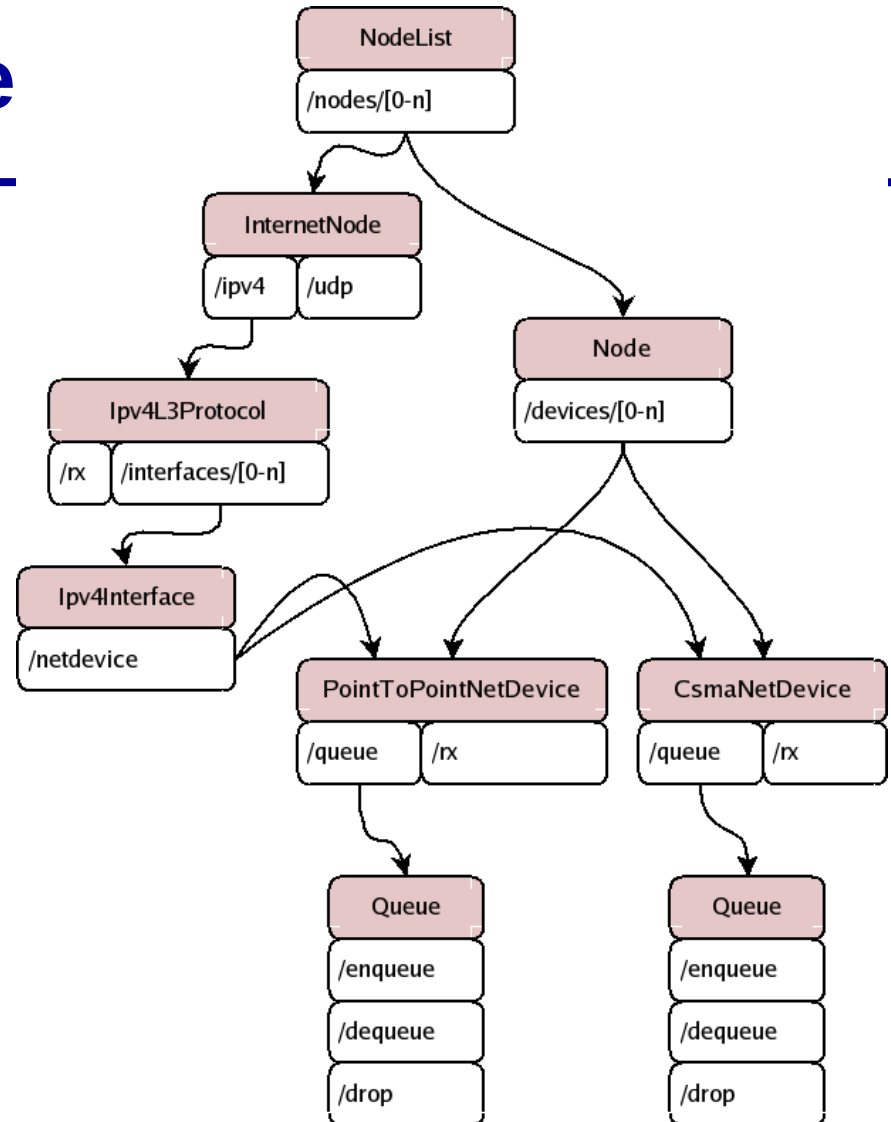 e
NodeList
/nodes/[0-n]
InternetNode
/ipv4 /udp
Node
/devices/[0-n]
Ipv4L3Protocol
/rx /interfaces/[0-n]
Ipv4Interface
/netdevice
PointToPointNetDevice
/queue /rx
CsmaNetDevice
/queue /rx
Queue
/enqueue
/dequeue
/drop
Queue
/enqueue
/dequeue
/drop